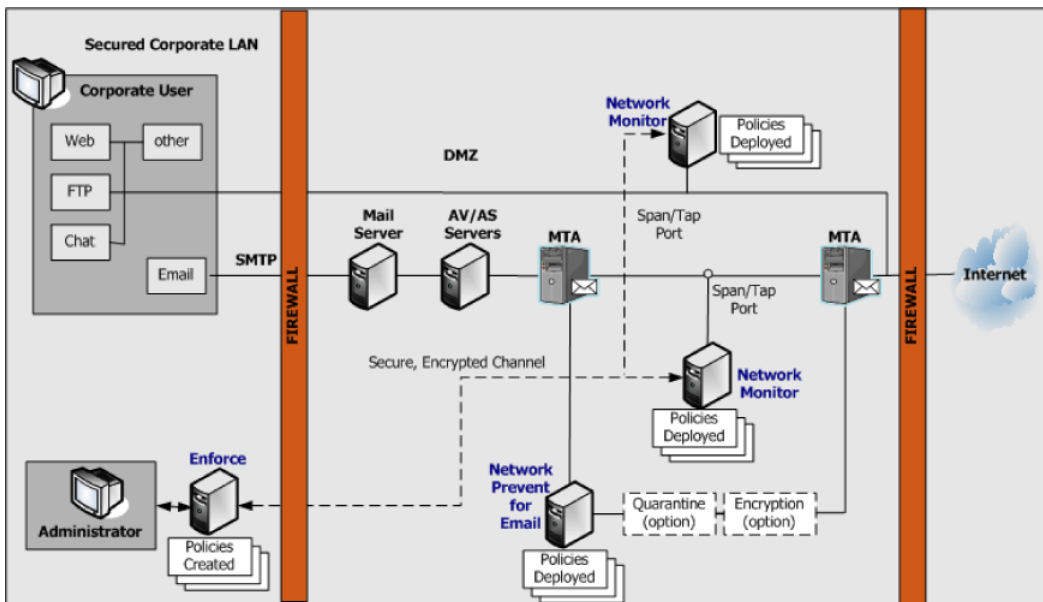 Secured Corporate LAN
Corporate User
Web
other
FTP
Chat
Email
SMTP
FIREWALL
DMZ
Network
Monitor
Policies
Deployed
Span/Tap
Port
Mail
Server
AV/AS
Servers
MTA
MTA
Span/Tap
Port
FIREWALL
Internet
Secure, Encrypted Channel
Network
Monitor
Policies
Deployed
Enforce
Administrator
Policies
Created
Network
Prevent
for
Email
Quarantine
(option)
Encryption
(option)
Policies
Deployed